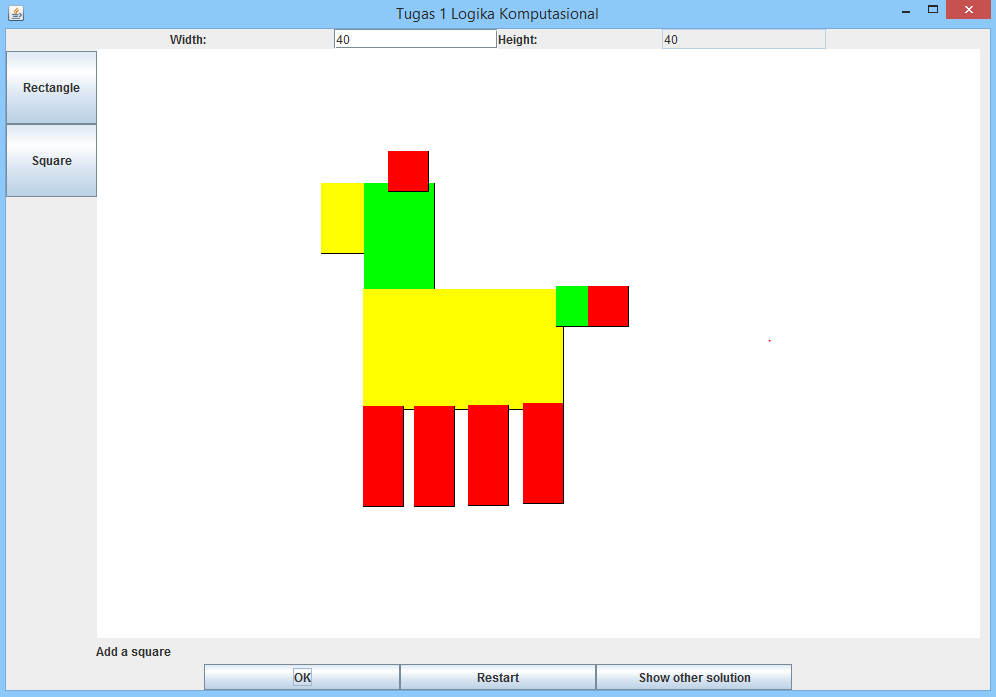 Tugas 1 Logika Komputasional
Width: 40 Height: 40
Rectangle
Square
Add a square
OK Restart Show other solution